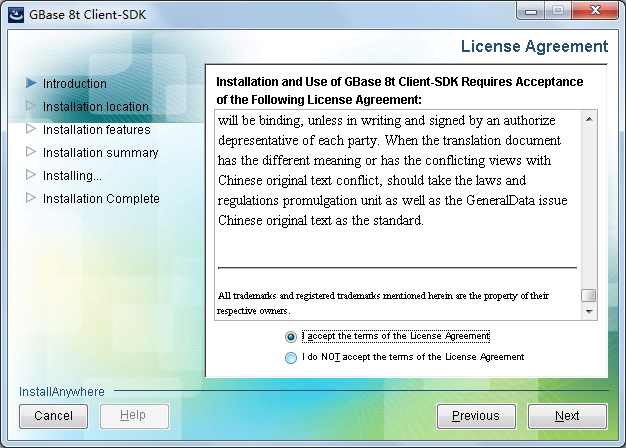 GBase 8t Client-SDK
License Agreement
Introduction
Installation location
Installation features
Installation summary
Installing...
Installation Complete
Installation and Use of GBase 8t Client-SDK Requires Acceptance
of the Following License Agreement:
will be binding, unless in writing and signed by an authorize
depresentative of each party. When the translation document
has the different meaning or has the conflicting views with
Chinese original text conflict, should take the laws and
regulations promulgation unit as well as the GeneralData issue
Chinese original text as the standard.
All trademarks and registered trademarks mentioned herein are the property of their
respective owners.
I accept the terms of the License Agreement
I do NOT accept the terms of the License Agreement
InstallAnywhere
Cancel
Help
Previous
Next